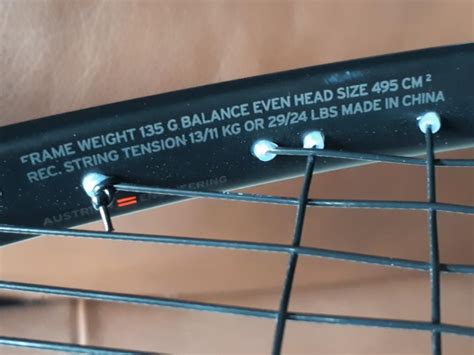 FRAME WEIGHT 135 G BALANCE EVEN HEAD SIZE 495 CM²
REC. STRING TENSION 13/11 KG OR 29/24 LBS MADE IN CHINA